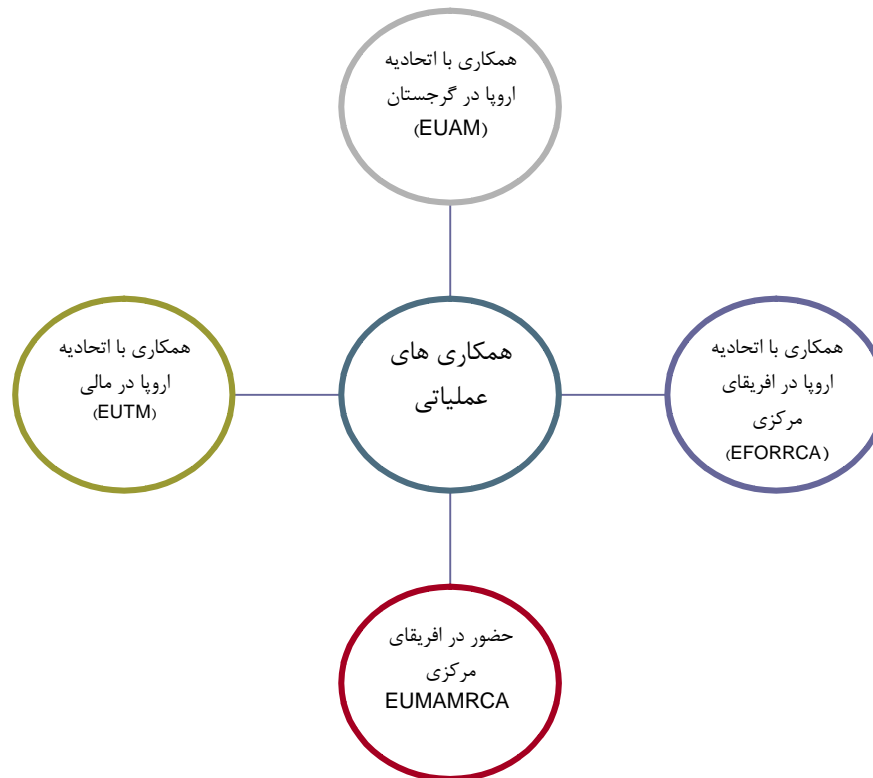 همکاری با اتحادیه
اروپا در گرجستان
(EUAM)
همکاری با اتحادیه
اروپا در افریقای
مرکزی
(EFORRCA)
همکاری های
عملیاتی
همکاری با اتحادیه
اروپا در مالی
(EUTM)
حضور در افریقای
مرکزی
EUMAMRCA